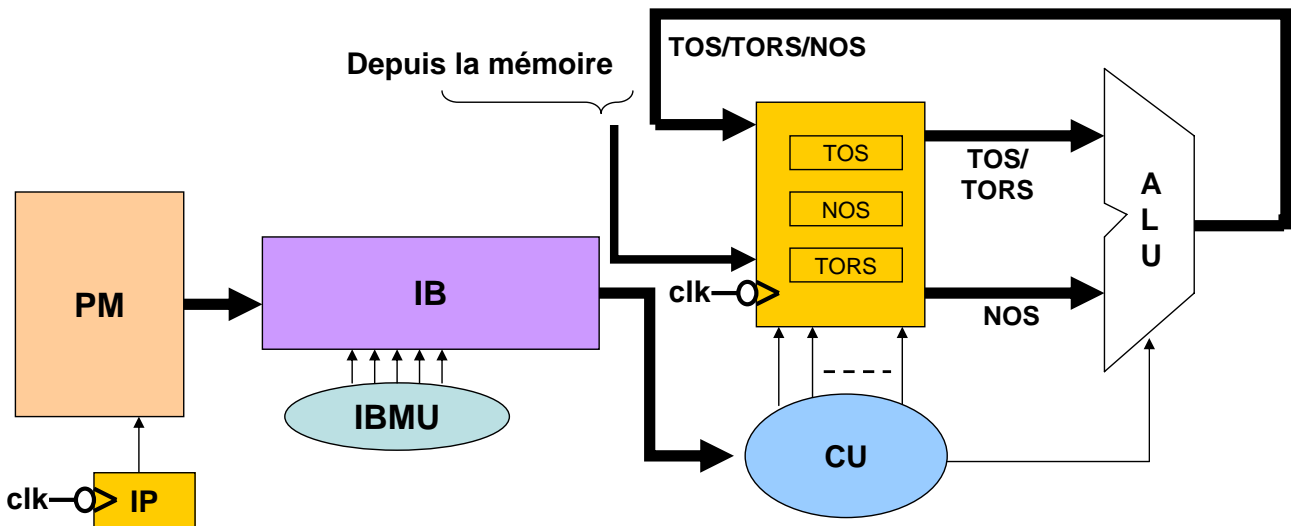 TOS/TORS/NOS
Depuis la mémoire
TOS
NOS
TORS
TOS/
TORS
NOS
A
L
U
clk
PM
IB
IBMU
CU
clk
IP